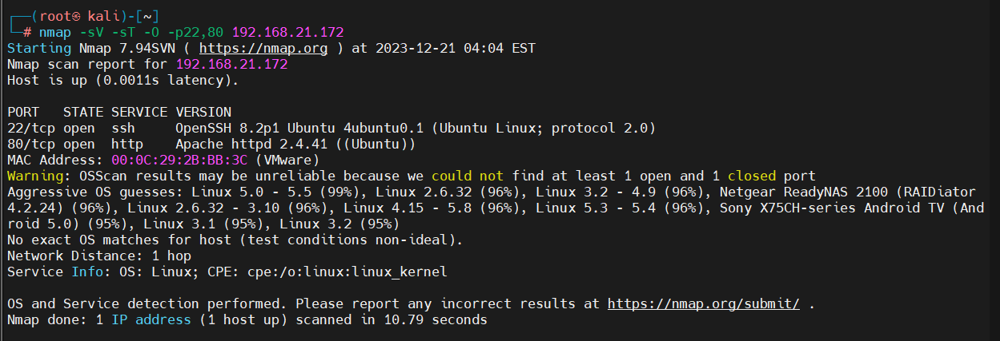 ┌──(root㉿ kali)-[~]
└─# nmap -sV -sT -O -p22,80 192.168.21.172
Starting Nmap 7.94SVN ( https://nmap.org ) at 2023-12-21 04:04 EST
Nmap scan report for 192.168.21.172
Host is up (0.0011s latency).

PORT   STATE SERVICE VERSION
22/tcp open  ssh     OpenSSH 8.2p1 Ubuntu 4ubuntu0.1 (Ubuntu Linux; protocol 2.0)
80/tcp open  http    Apache httpd 2.4.41 ((Ubuntu))
MAC Address: 00:0C:29:2B:BB:3C (VMware)
Warning: OSScan results may be unreliable because we could not find at least 1 open and 1 closed port
Aggressive OS guesses: Linux 5.0 - 5.5 (99%), Linux 2.6.32 (96%), Linux 3.2 - 4.9 (96%), Netgear ReadyNAS 2100 (RAIDiator
4.2.24) (96%), Linux 2.6.32 - 3.10 (96%), Linux 4.15 - 5.8 (96%), Linux 5.3 - 5.4 (96%), Sony X75CH-series Android TV (And
roid 5.0) (95%), Linux 3.1 (95%), Linux 3.2 (95%)
No exact OS matches for host (test conditions non-ideal).
Network Distance: 1 hop
Service Info: OS: Linux; CPE: cpe:/o:linux:linux_kernel

OS and Service detection performed. Please report any incorrect results at https://nmap.org/submit/ .
Nmap done: 1 IP address (1 host up) scanned in 10.79 seconds